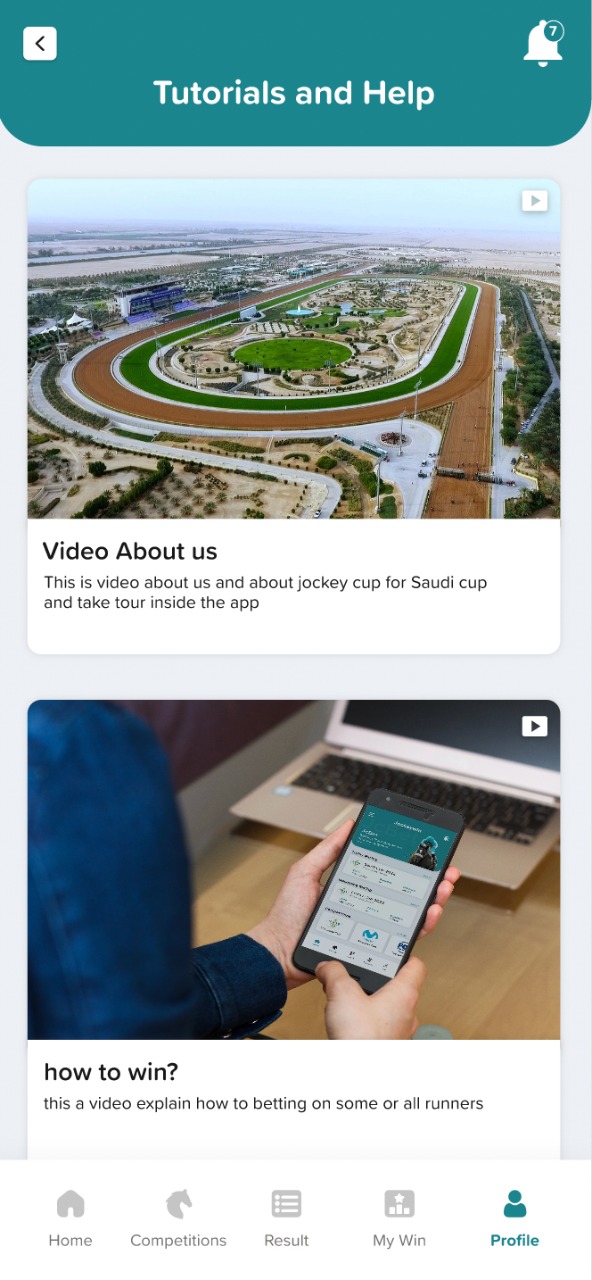 7
Tutorials and Help
Video About us
This is video about us and about jockey cup for Saudi cup
and take tour inside the app
how to win?
this a video explain how to betting on some or all runners
Home
Competitions
Result
My Win
Profile